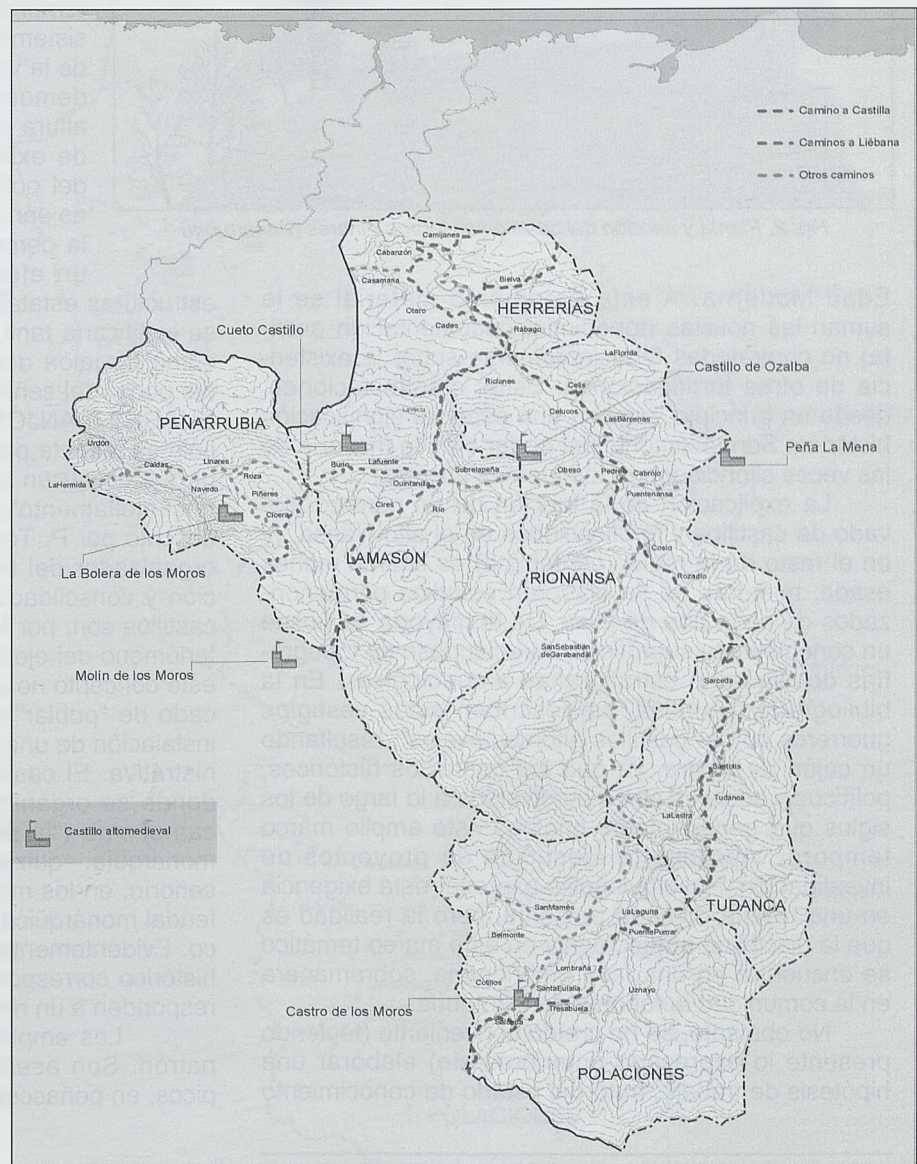 Camino a Castilla
Caminos a Liébana
Otros caminos
Camijanes
Cabanzón
Casamaria
Bielva
Otero
HERRERÍAS
Cades
Rábago
Cueto Castillo
LaFlorida
Castillo de Ozalba
Riclones
Celis
PEÑARRUBIA
Celucos
LasBárcenas
Urdón
Peña La Mena
Caldas
Linares
Burio
Lafuente
Sobrelapeña
Obeso
Pedreo
Cabrojo
LaHermida
Navedo
Roza
Piñeres
Quintanilla
Puentenansa
Cicera
Cires
Río
Cosío
LAMASÓN
La Bolera de los Moros
RIONANSA
Rozadío
SanSebastián
deGarabandal
Molín de los Moros
Sarceda
Santotís
Tudanca
LaLastra
Castillo altomedieval
TUDANCA
SanMamés
LaLaguna
Belmonte
PuentePumar
Lombraña
Cotillos
SantaEulalia
Uznayo
Castro de los Moros
Tresabuela
POLACIONES